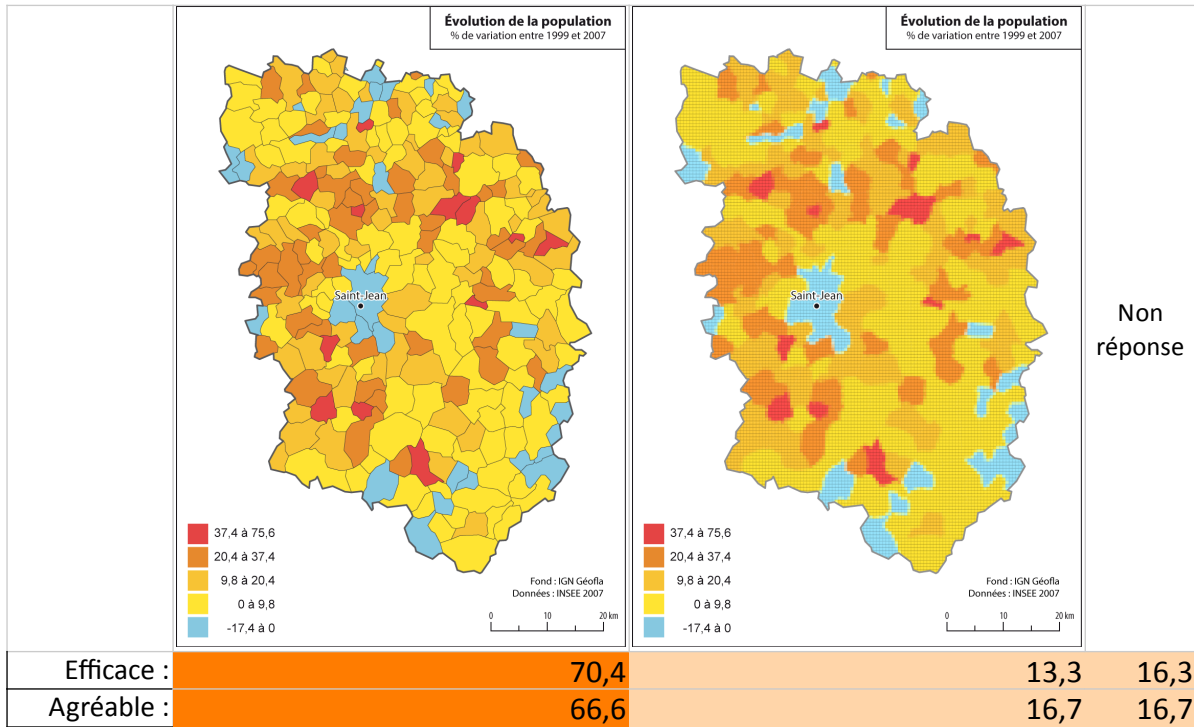 Évolution de la population
% de variation entre 1999 et 2007
Saint-Jean
37,4 à 75,6
20,4 à 37,4
9,8 à 20,4
0 à 9,8
-17,4 à 0
Fond : IGN Géofla
Données : INSEE 2007
0 10 20 km
Évolution de la population
% de variation entre 1999 et 2007
Saint-Jean
37,4 à 75,6
20,4 à 37,4
9,8 à 20,4
0 à 9,8
-17,4 à 0
Fond : IGN Géofla
Données : INSEE 2007
0 10 20 km
Non
réponse
Efficace : 70,4 13,3 16,3
Agréable : 66,6 16,7 16,7